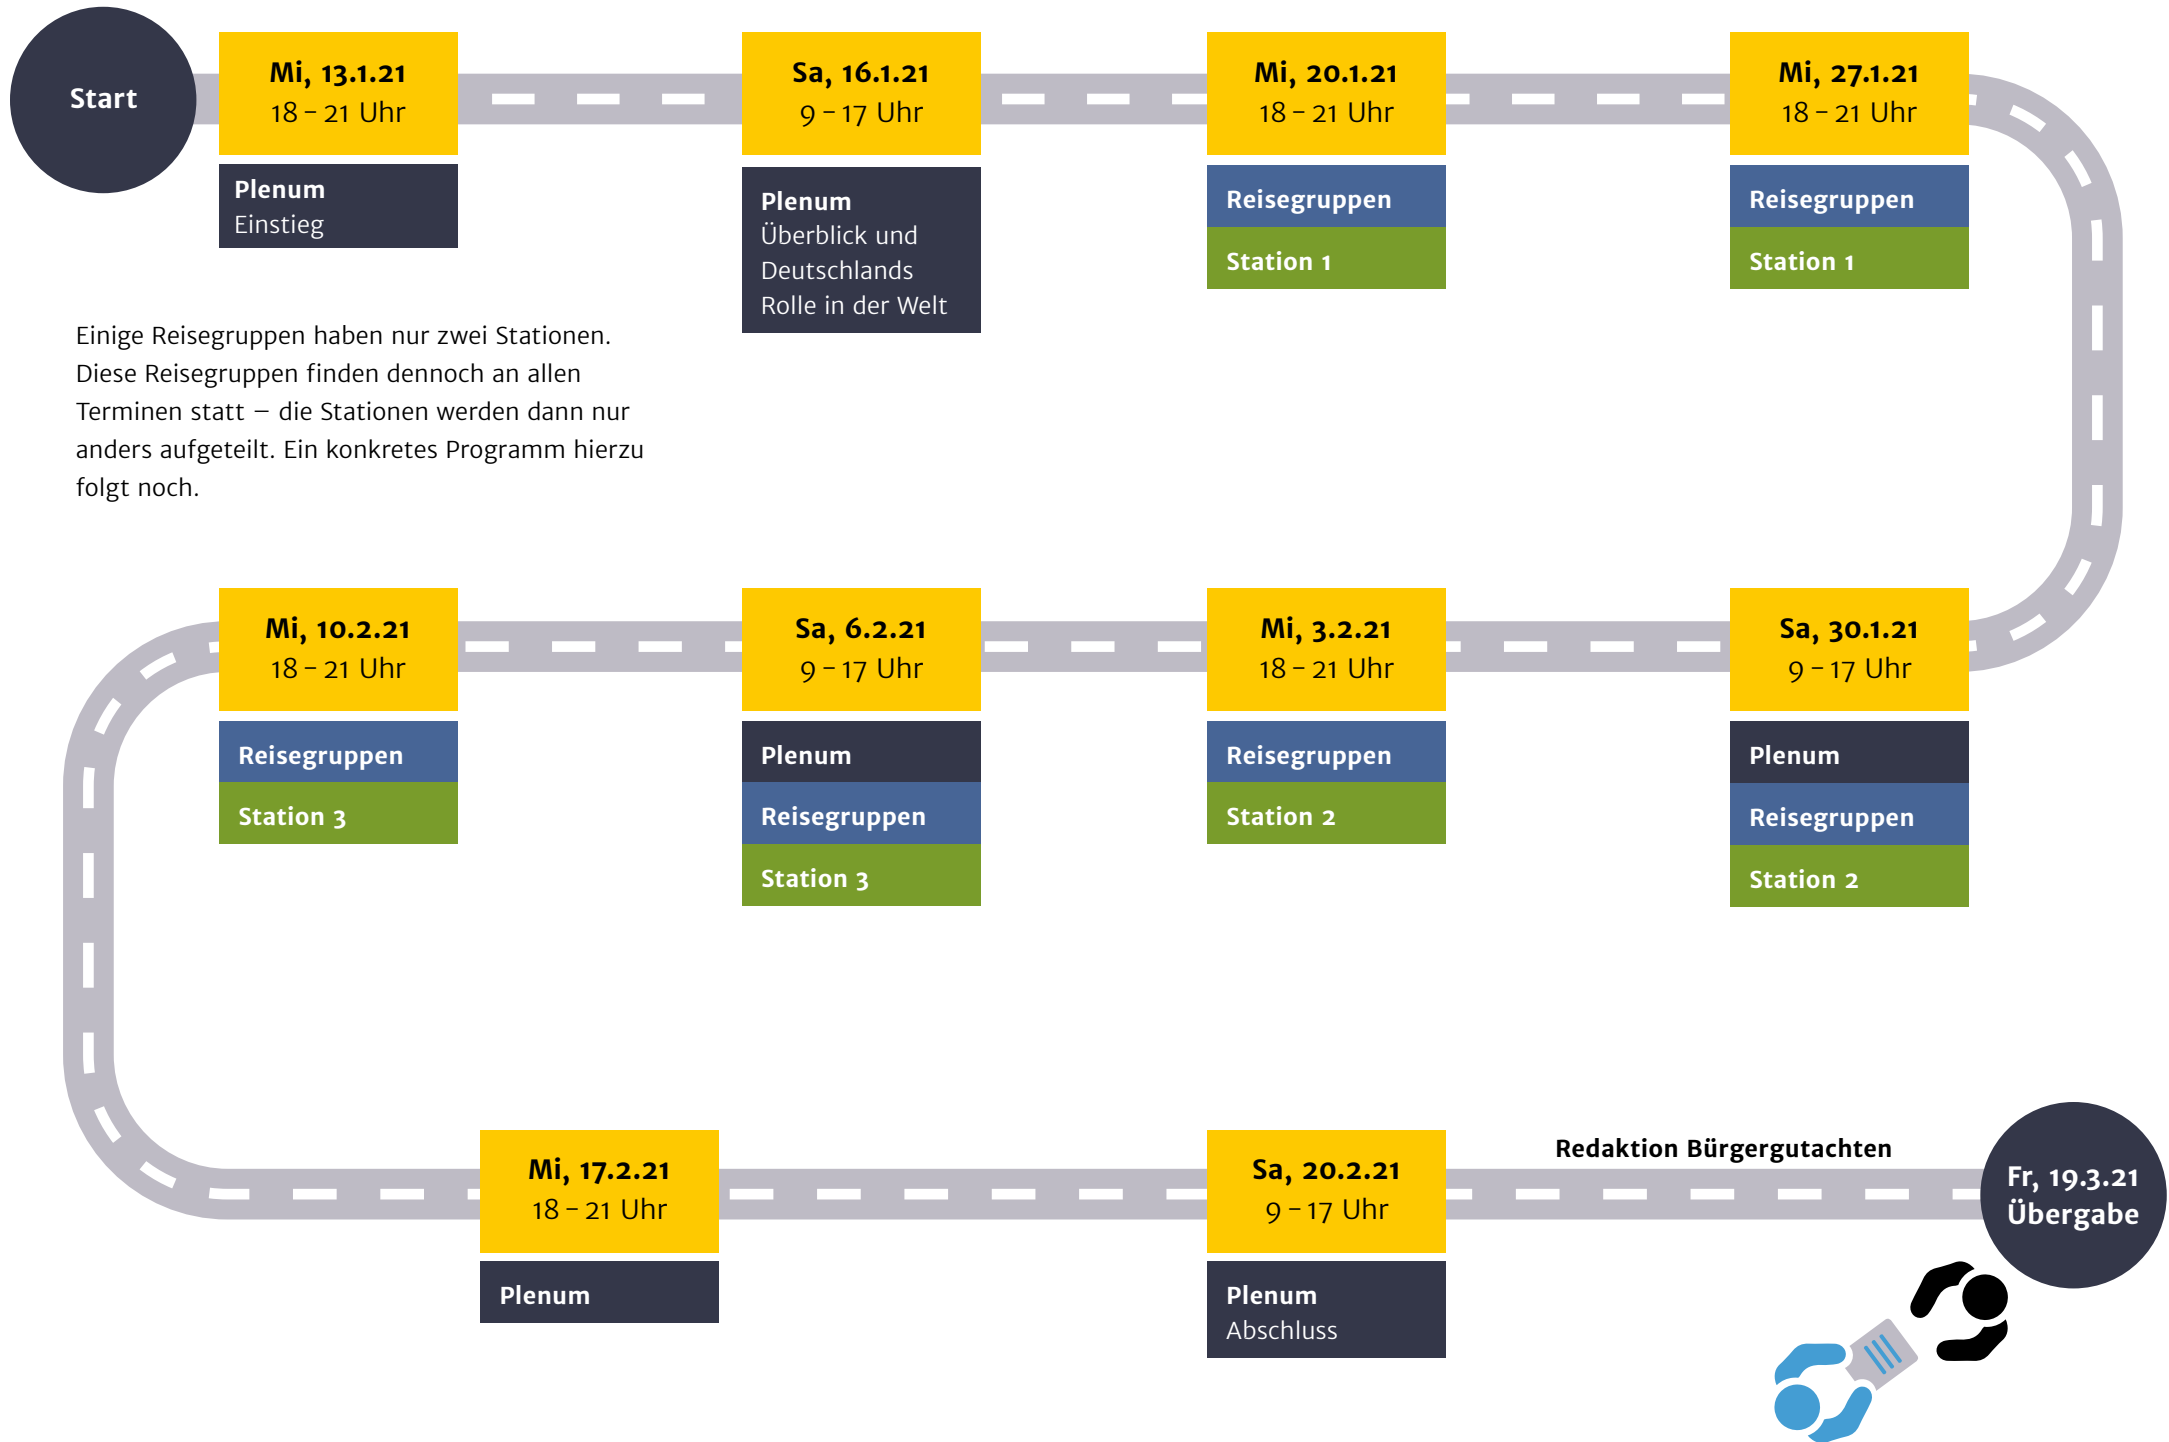 Start
Mi, 13.1.21
18 – 21 Uhr
Plenum
Einstieg
Sa, 16.1.21
9 – 17 Uhr
Plenum
Überblick und
Deutschlands
Rolle in der Welt
Mi, 20.1.21
18 – 21 Uhr
Reisegruppen
Station 1
Mi, 27.1.21
18 – 21 Uhr
Reisegruppen
Station 1
Einige Reisegruppen haben nur zwei Stationen.
Diese Reisegruppen finden dennoch an allen
Terminen statt – die Stationen werden dann nur
anders aufgeteilt. Ein konkretes Programm hierzu
folgt noch.
Sa, 30.1.21
9 – 17 Uhr
Plenum
Reisegruppen
Station 2
Mi, 3.2.21
18 – 21 Uhr
Reisegruppen
Station 2
Sa, 6.2.21
9 – 17 Uhr
Plenum
Reisegruppen
Station 3
Mi, 10.2.21
18 – 21 Uhr
Reisegruppen
Station 3
Mi, 17.2.21
18 – 21 Uhr
Plenum
Sa, 20.2.21
9 – 17 Uhr
Plenum
Abschluss
Redaktion Bürgergutachten
Fr, 19.3.21
Übergabe